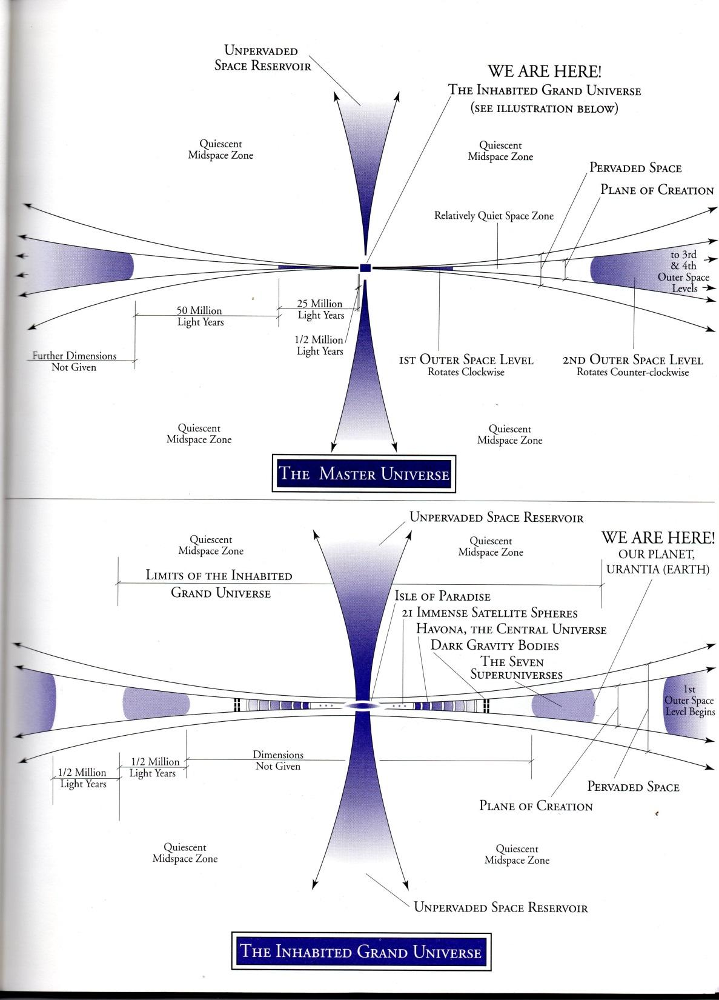 Unpervaded
Space Reservoir
WE ARE HERE!
The Inhabited Grand Universe
(see illustration below)
Quiescent
Midspace Zone
Quiescent
Midspace Zone
Pervaded Space
Plane of Creation
Relatively Quiet Space Zone
to 3rd
& 4th
Outer Space
Levels
50 Million
Light Years
25 Million
Light Years
1/2 Million
Light Years
Further Dimensions
Not Given
1st Outer Space Level
Rotates Clockwise
2nd Outer Space Level
Rotates Counter-clockwise
Quiescent
Midspace Zone
Quiescent
Midspace Zone
The Master Universe
Unpervaded Space Reservoir
Quiescent
Midspace Zone
Quiescent
Midspace Zone
WE ARE HERE!
OUR PLANET,
URANTIA (EARTH)
Limits of the Inhabited
Grand Universe
Isle of Paradise
21 Immense Satellite Spheres
Havona, the Central Universe
Dark Gravity Bodies
The Seven
Superuniverses
1st
Outer Space
Level Begins
1/2 Million
Light Years
1/2 Million
Light Years
Dimensions
Not Given
Pervaded Space
Plane of Creation
Quiescent
Midspace Zone
Quiescent
Midspace Zone
Unpervaded Space Reservoir
The Inhabited Grand Universe